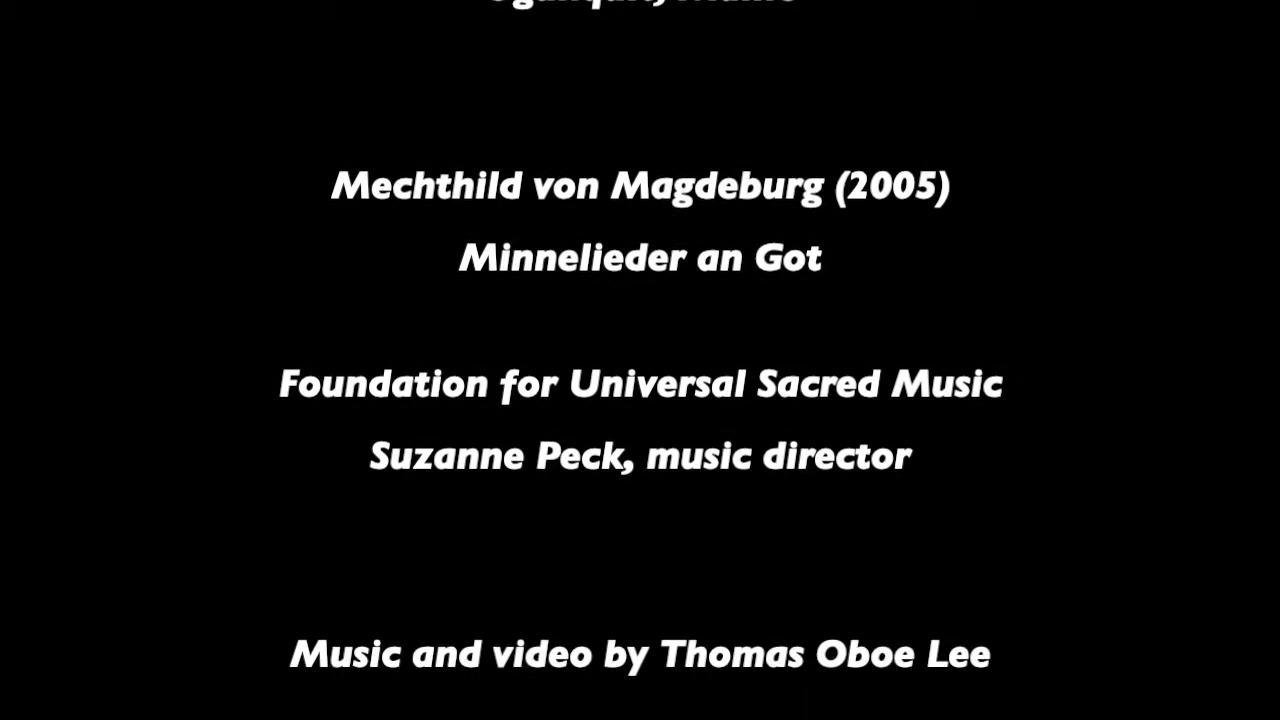 Mechthild von Magdeburg (2005)
Minnelieder an Got
Foundation for Universal Sacred Music
Suzanne Peck, music director
Music and video by Thomas Oboe Lee